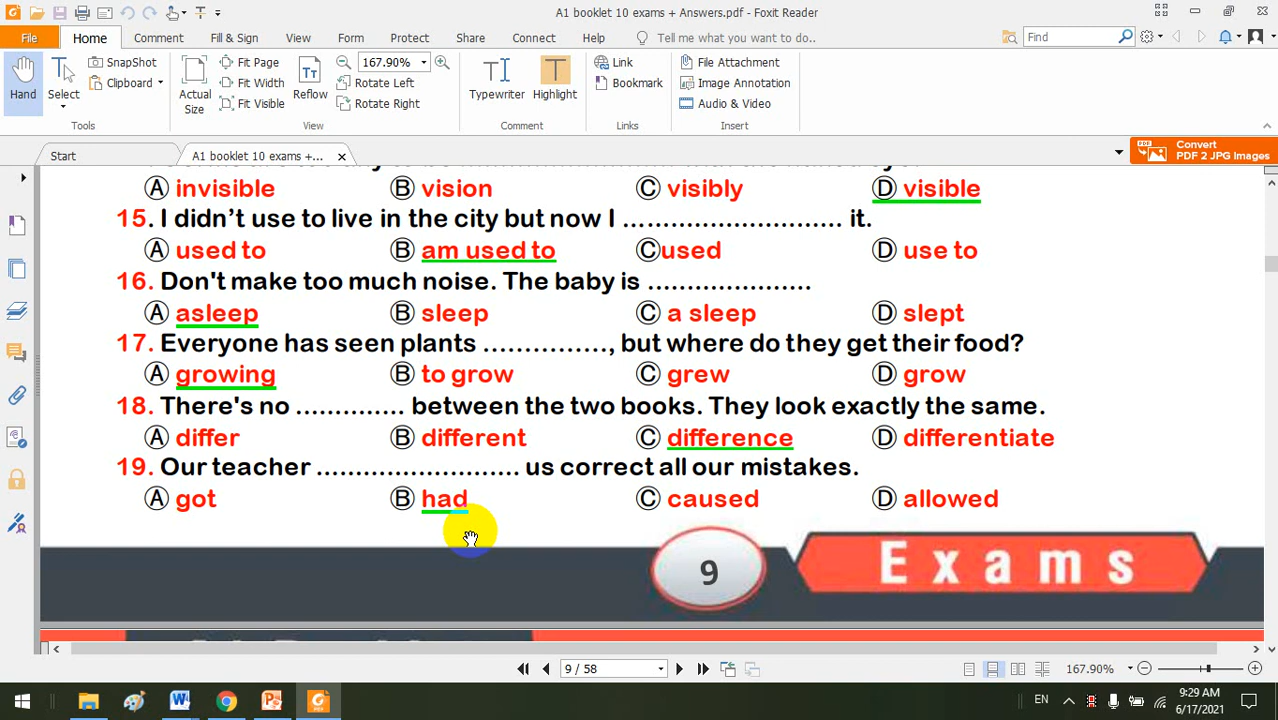 A1 booklet 10 exams + Answers.pdf - Foxit Reader
File Home Comment Fill & Sign View Form Protect Share Connect Help Tell me what you want to do.. Find
Hand Select SnapShot Clipboard Actual Size Fit Page Fit Width Fit Visible Reflow 167.90% Rotate Left Rotate Right Typewriter Highlight Link Bookmark File Attachment Image Annotation Audio & Video
Tools View Comment Links Insert
Start A1 booklet 10 exams +... Convert
PDF 2 JPG Images
A invisible B vision C visibly D visible
15. I didn't use to live in the city but now I ............................ it.
A used to B am used to C used D use to
16. Don't make too much noise. The baby is .....................
A asleep B sleep C a sleep D slept
17. Everyone has seen plants ..............., but where do they get their food?
A growing B to grow C grew D grow
18. There's no .............. between the two books. They look exactly the same.
A differ B different C difference D differentiate
19. Our teacher .......................... us correct all our mistakes.
A got B had C caused D allowed
9 Exams
9 / 58 167.90%
EN 9:29 AM
6/17/2021